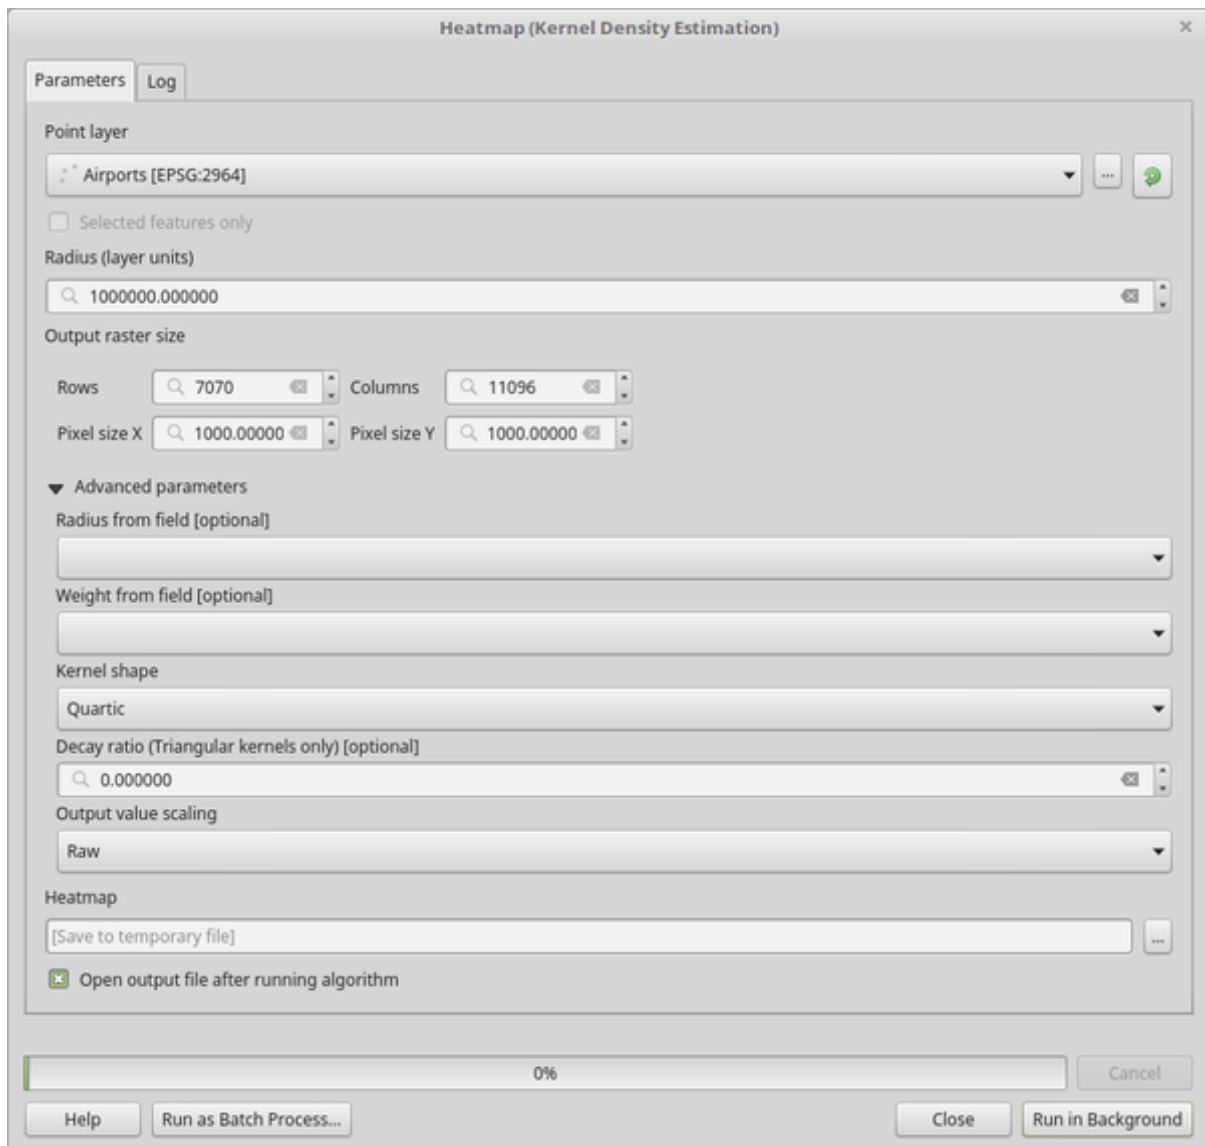 Heatmap (Kernel Density Estimation)
Parameters Log
Point layer
Airports [EPSG:2964]
...
Selected features only
Radius (layer units)
1000000.000000
Output raster size
Rows 7070 Columns 11096
Pixel size X 1000.00000 Pixel size Y 1000.00000
Advanced parameters
Radius from field [optional]
Weight from field [optional]
Kernel shape
Quartic
Decay ratio (Triangular kernels only) [optional]
0.000000
Output value scaling
Raw
Heatmap
[Save to temporary file]
...
Open output file after running algorithm
0% Cancel
Help Run as Batch Process... Close Run in Background